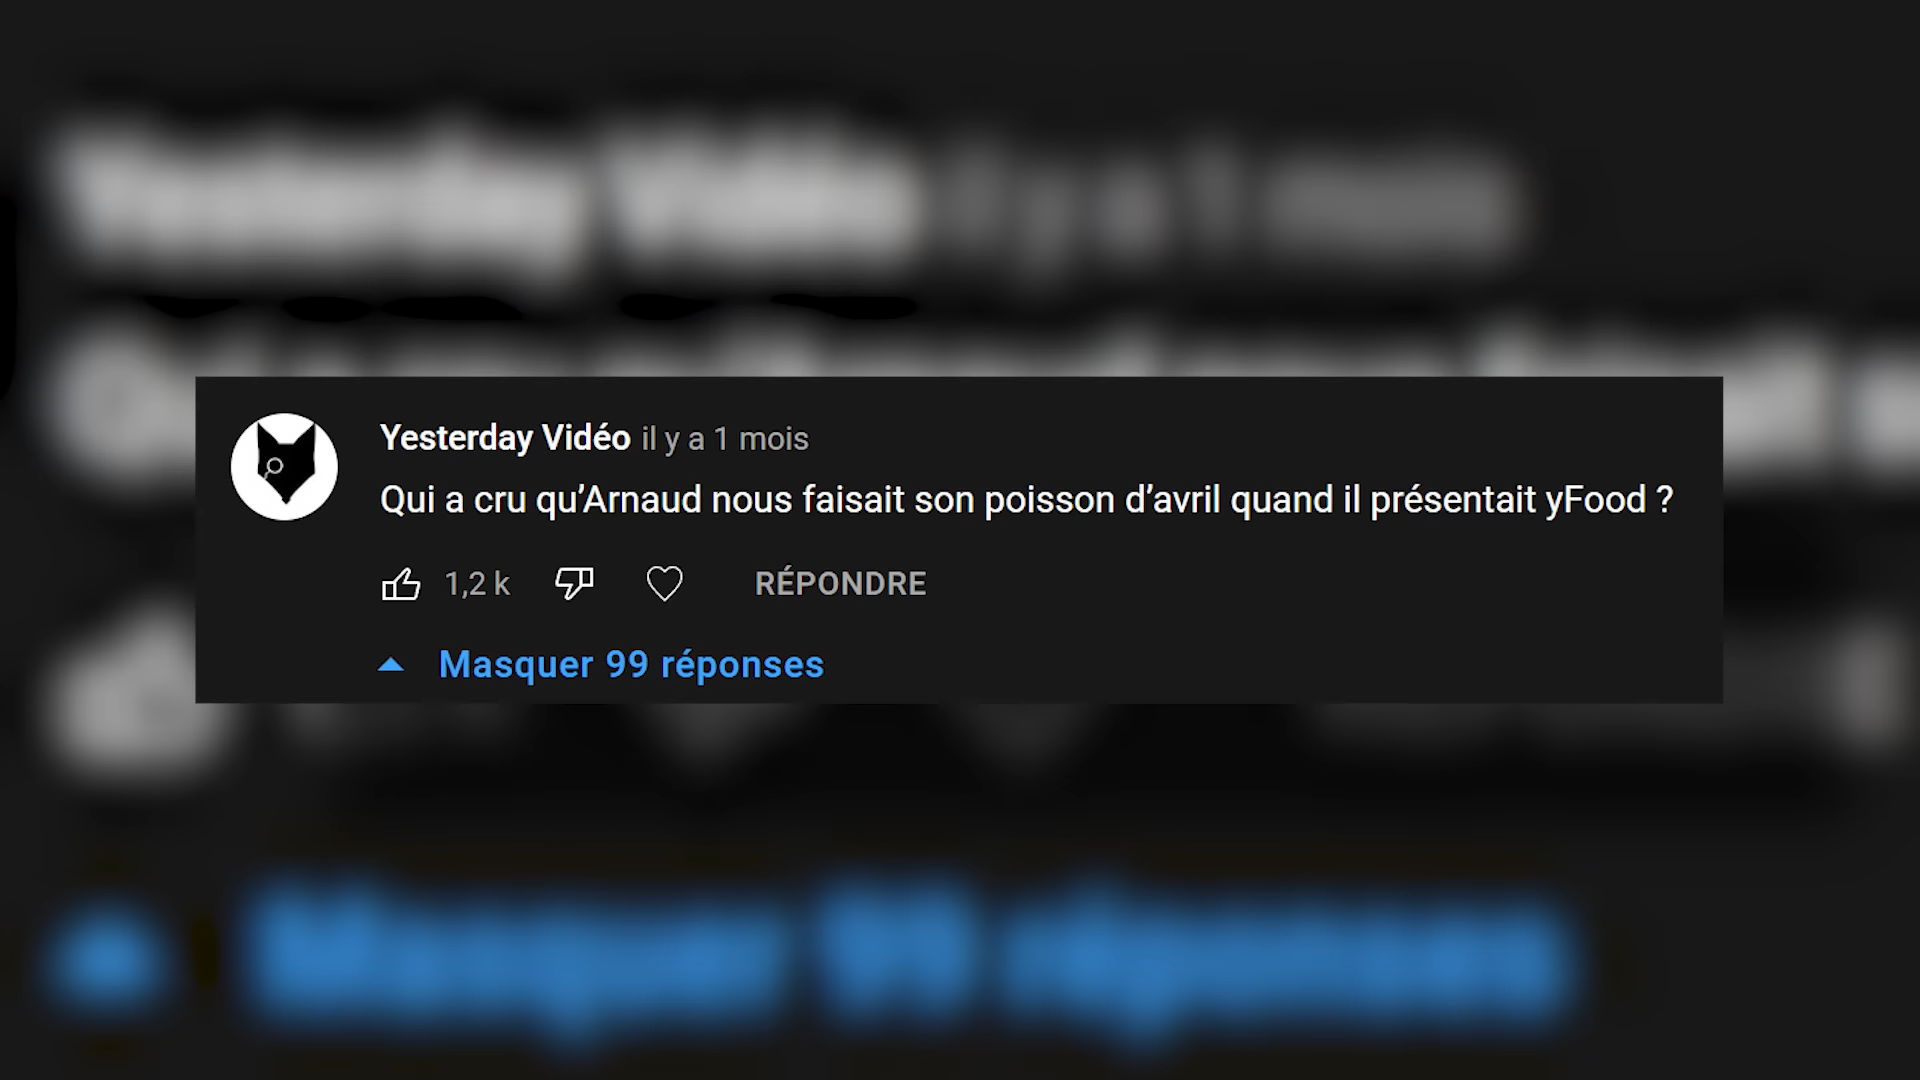 Yesterday Vidéo il y a 1 mois
Qui a cru qu’Arnaud nous faisait son poisson d’avril quand il présentait yFood ?
1,2 k RÉPONDRE
Masquer 99 réponses